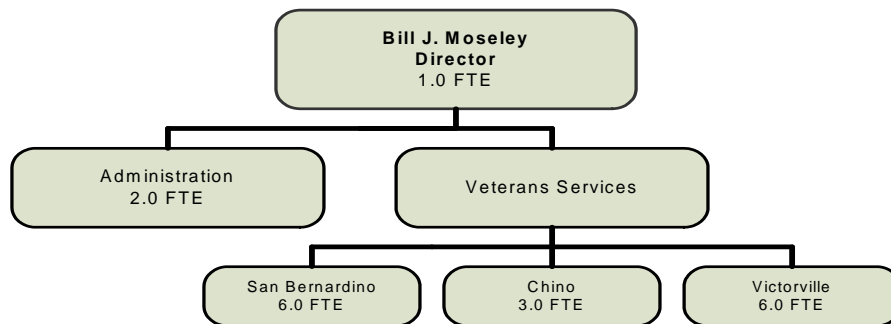 Bill J. Moseley
Director
1.0 FTE
Administration
2.0 FTE
Veterans Services
San Bernardino
6.0 FTE
Chino
3.0 FTE
Victorville
6.0 FTE